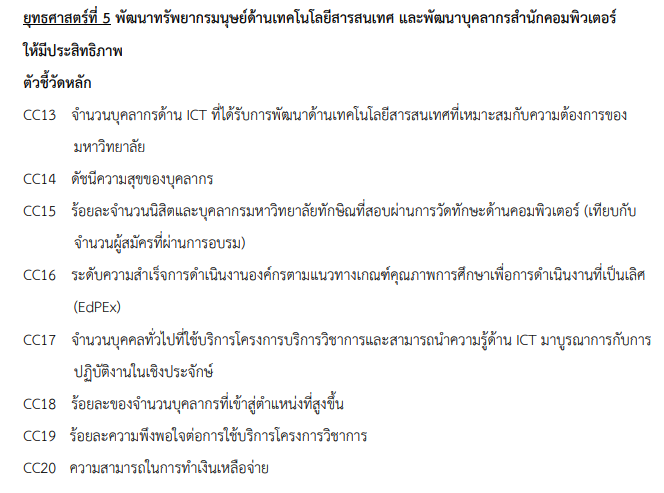 ยุทธศาสตร์ที่ 5 พัฒนาทรัพยากรมนุษย์ด้านเทคโนโลยีสารสนเทศ และพัฒนาบุคลากรสำนักคอมพิวเตอร์
ให้มีประสิทธิภาพ
ตัวชี้วัดหลัก
CC13 จำนวนบุคลากรด้าน ICT ที่ได้รับการพัฒนาด้านเทคโนโลยีสารสนเทศที่เหมาะสมกับความต้องการของ
มหาวิทยาลัย
CC14 ดัชนีความสุขของบุคลากร
CC15 ร้อยละจำนวนนิสิตและบุคลากรมหาวิทยาลัยทักษิณที่สอบผ่านการวัดทักษะด้านคอมพิวเตอร์ (เทียบกับ
จำนวนผู้สมัครที่ผ่านการอบรม)
CC16 ระดับความสำเร็จการดำเนินงานองค์กรตามแนวทางเกณฑ์คุณภาพการศึกษาเพื่อการดำเนินงานที่เป็นเลิศ
(EdPEx)
CC17 จำนวนบุคคลทั่วไปที่ใช้บริการโครงการบริการวิชาการและสามารถนำความรู้ด้าน ICT มาบูรณาการกับการ
ปฏิบัติงานในเชิงประจักษ์
CC18 ร้อยละของจำนวนบุคลากรที่เข้าสู่ตำแหน่งที่สูงขึ้น
CC19 ร้อยละความพึงพอใจต่อการใช้บริการโครงการวิชาการ
CC20 ความสามารถในการทำเงินเหลือจ่าย